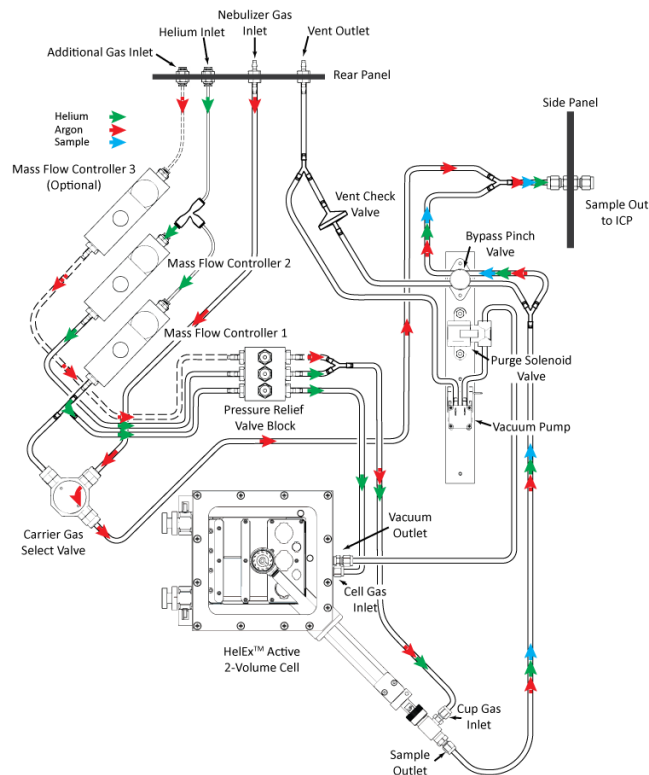 Nebulizer Gas
Inlet
Helium Inlet
Vent Outlet
Additional Gas Inlet
Rear Panel
Side Panel
Helium
Argon
Sample
Mass Flow Controller 3
(Optional)
Vent Check
Valve
Sample Out
to ICP
Bypass Pinch
Valve
Mass Flow Controller 2
Mass Flow Controller 1
Purge Solenoid
Valve
Pressure Relief
Valve Block
Vacuum Pump
Carrier Gas
Select Valve
Vacuum
Outlet
Cell Gas
Inlet
HelEx™ Active
2-Volume Cell
Cup Gas
Inlet
Sample
Outlet